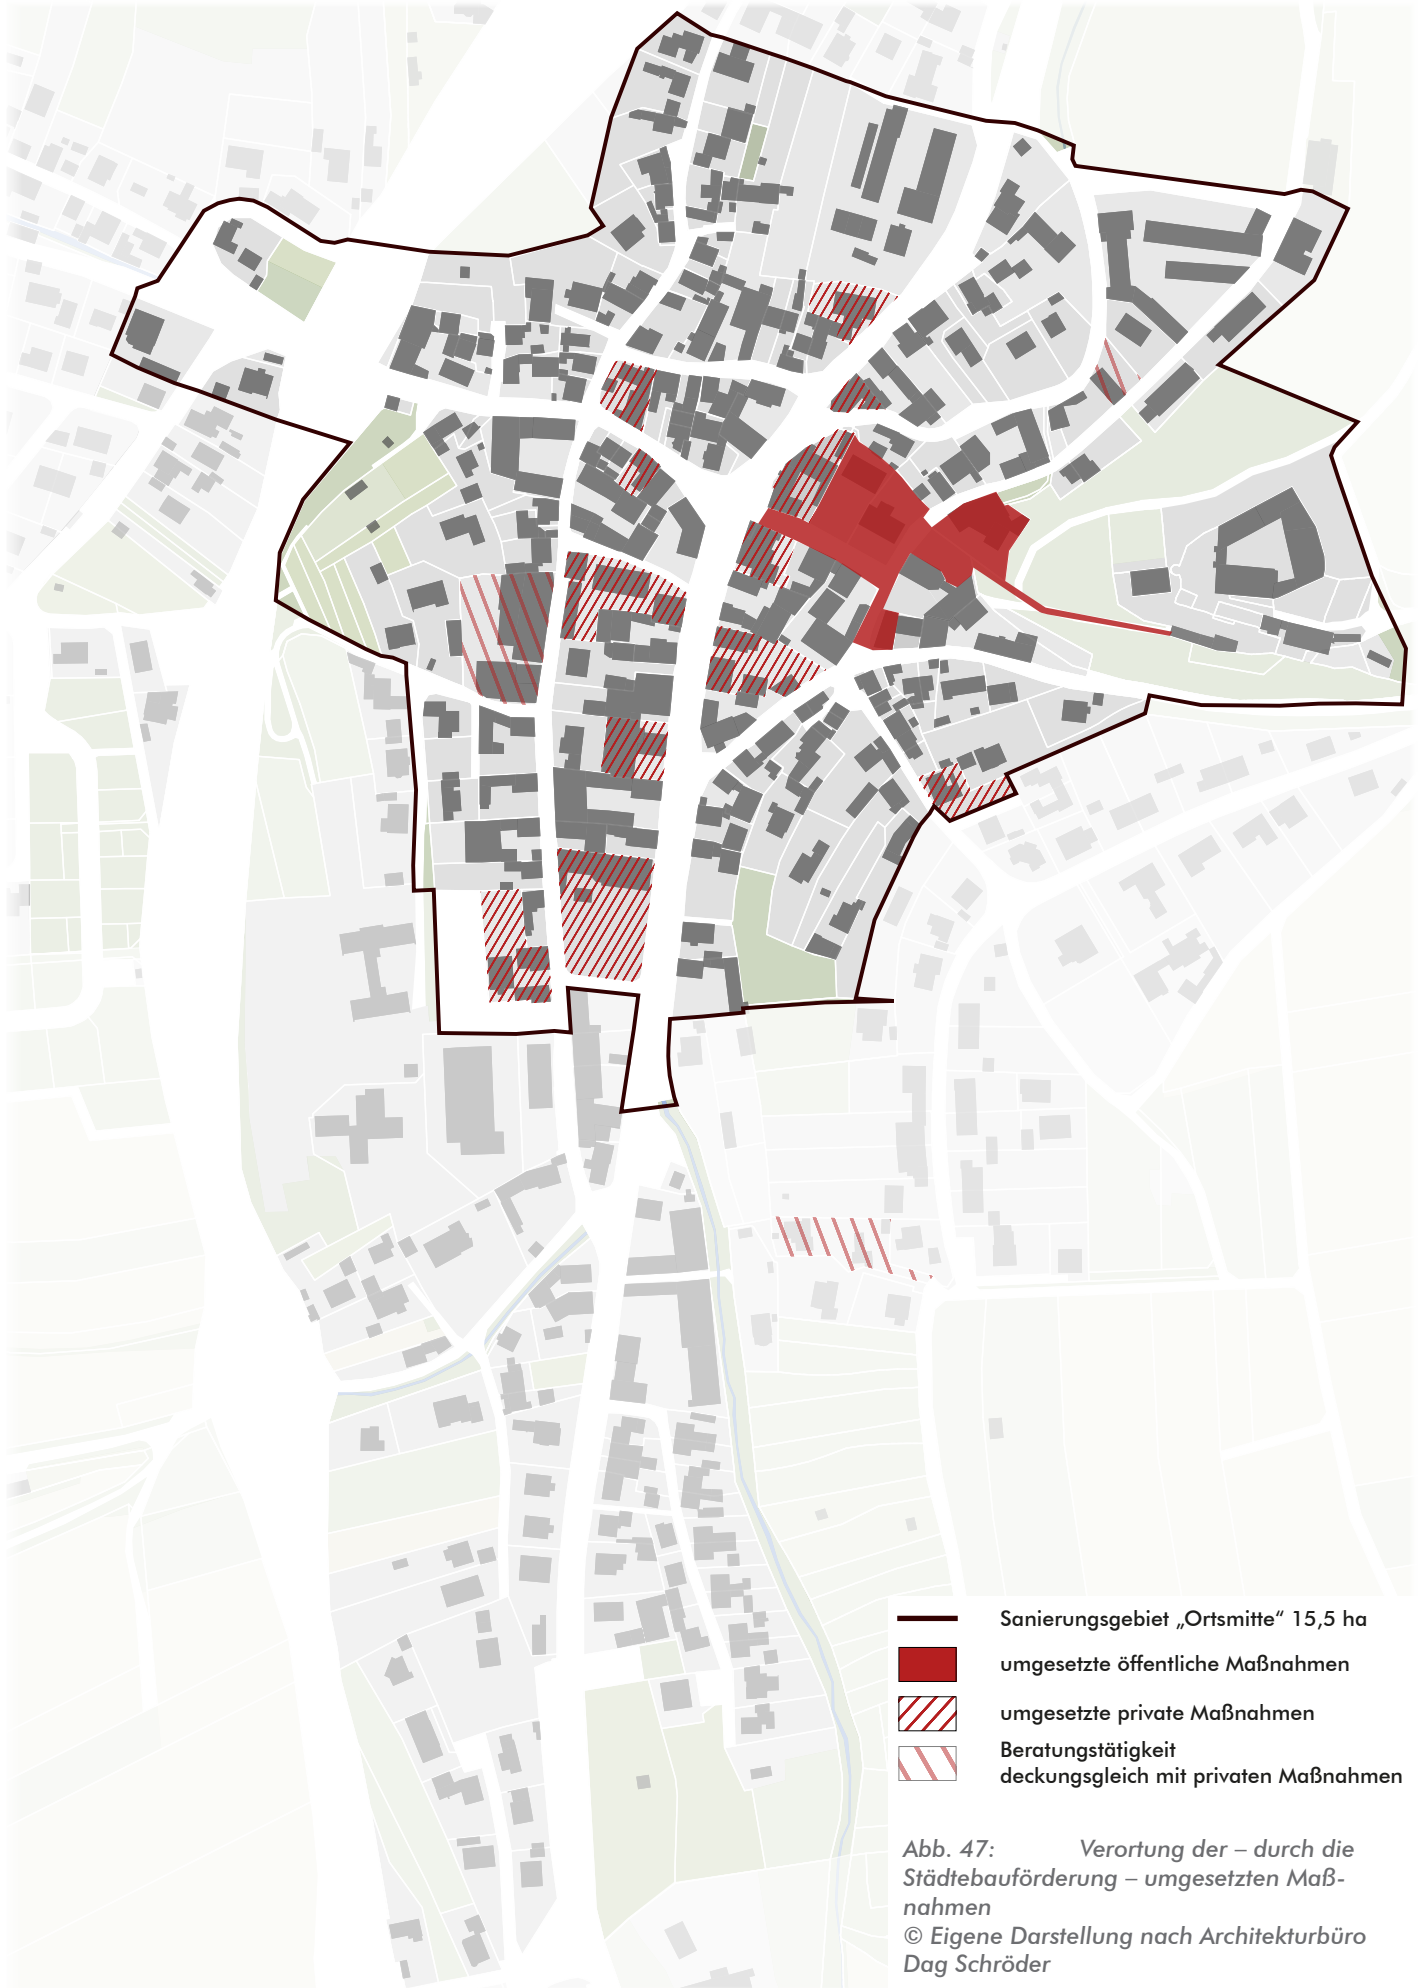 Sanierungsgebiet „Ortsmitte“ 15,5 ha
umgesetzte öffentliche Maßnahmen
umgesetzte private Maßnahmen
Beratungstätigkeit
deckungsgleich mit privaten Maßnahmen
Abb. 47: Verortung der – durch die
Städtebauförderung – umgesetzten Maß-
nahmen
© Eigene Darstellung nach Architekturbüro
Dag Schröder